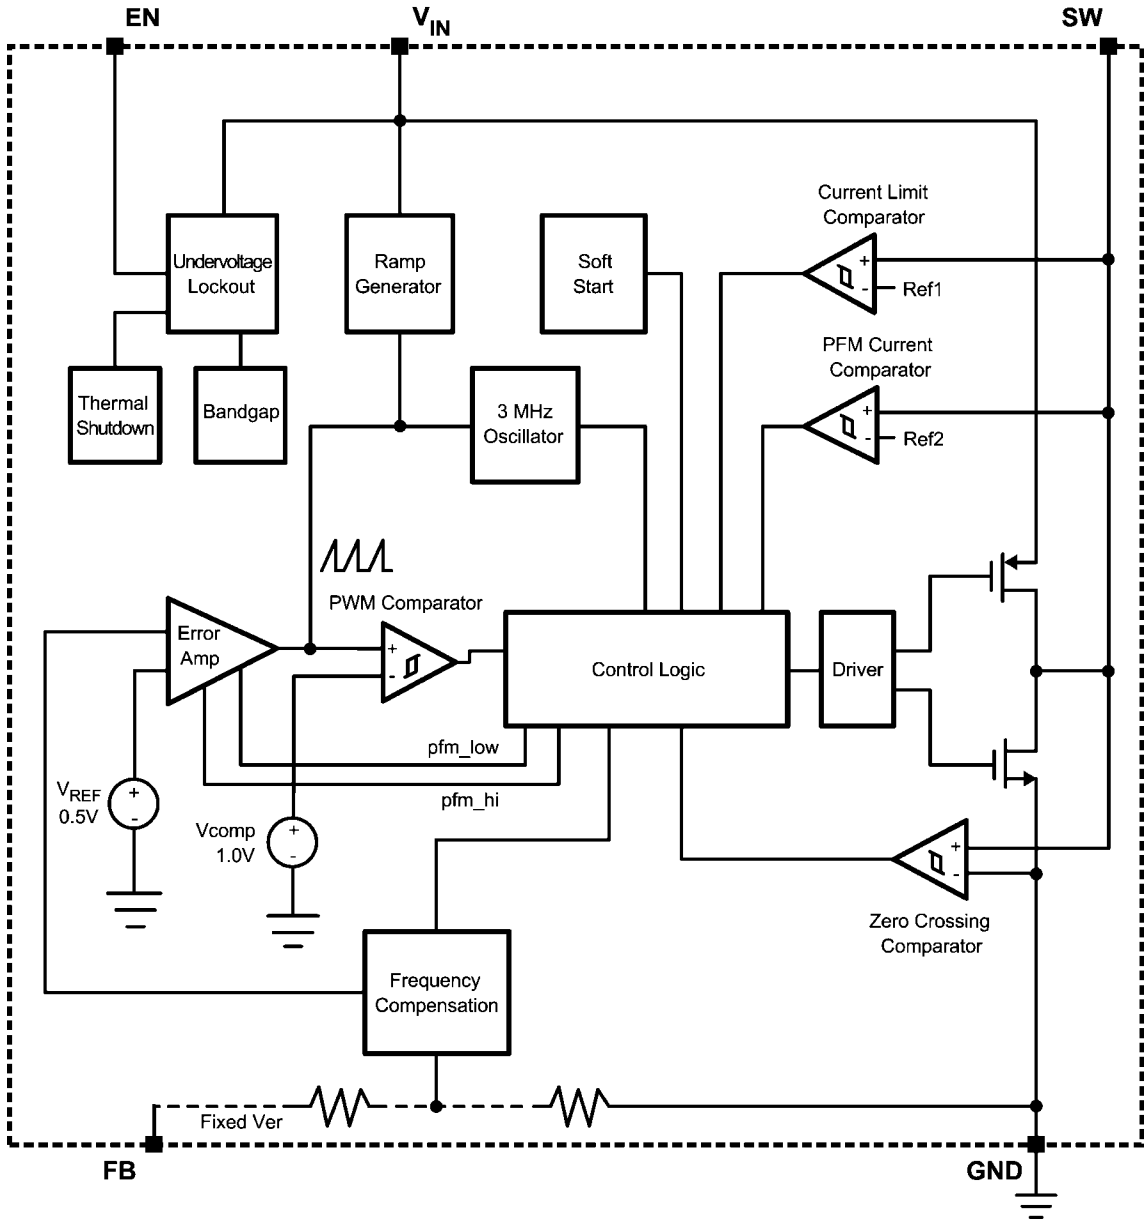 EN
VIN
SW
Current Limit
Comparator
+
-
Ref1
Undervoltage
Lockout
Ramp
Generator
Soft
Start
PFM Current
Comparator
+
-
Ref2
Thermal
Shutdown
Bandgap
3 MHz
Oscillator
PWM Comparator
+
-
Error
Amp
Control Logic
Driver
pfm_low
pfm_hi
VREF
0.5V
+
-
Vcomp
1.0V
+
-
+
-
Zero Crossing
Comparator
Frequency
Compensation
Fixed Ver
FB
GND